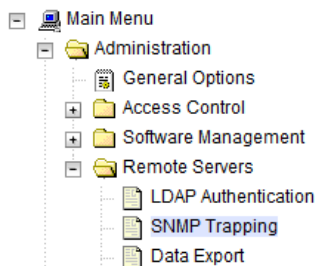 Main Menu
Administration
General Options
Access Control
Software Management
Remote Servers
LDAP Authentication
SNMP Trapping
Data Export